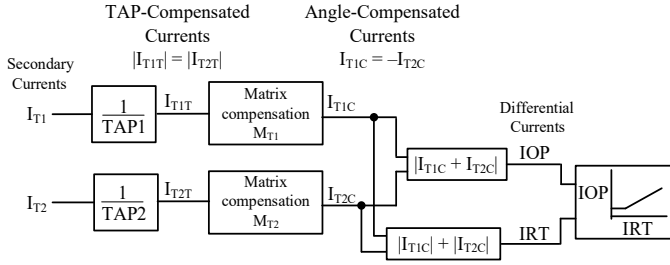 TAP-Compensated
Currents
|I_T1T| = |I_T2T|
Angle-Compensated
Currents
I_T1C = –I_T2C
Secondary
Currents
I_T1
1
TAP1
I_T1T
Matrix
compensation
M_T1
I_T1C
Differential
Currents
|I_T1C + I_T2C|
IOP
I_T2
1
TAP2
I_T2T
Matrix
compensation
M_T2
I_T2C
|I_T1C| + |I_T2C|
IRT
IOP
IRT